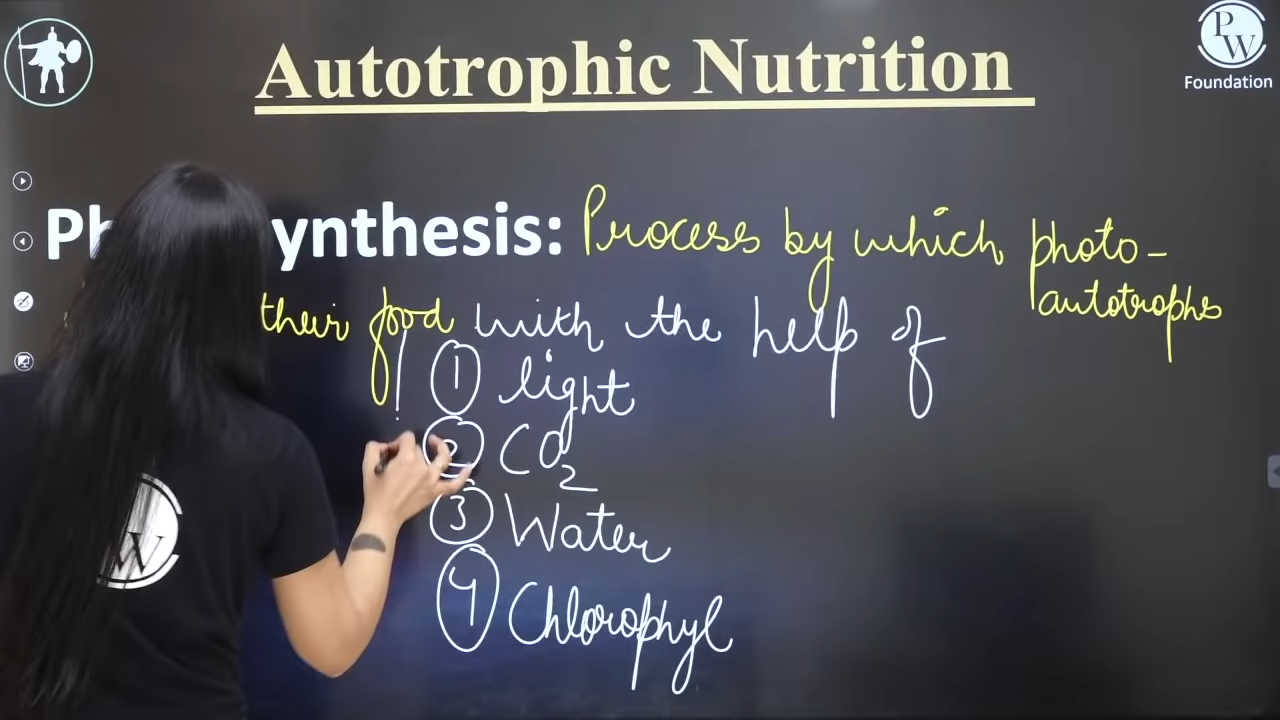 Autotrophic Nutrition
PW
Foundation
Ph ynthesis: Process by which photo-
autotrophs
their food with the help of
① light
② CO₂
③ Water
④ Chlorophyl
W